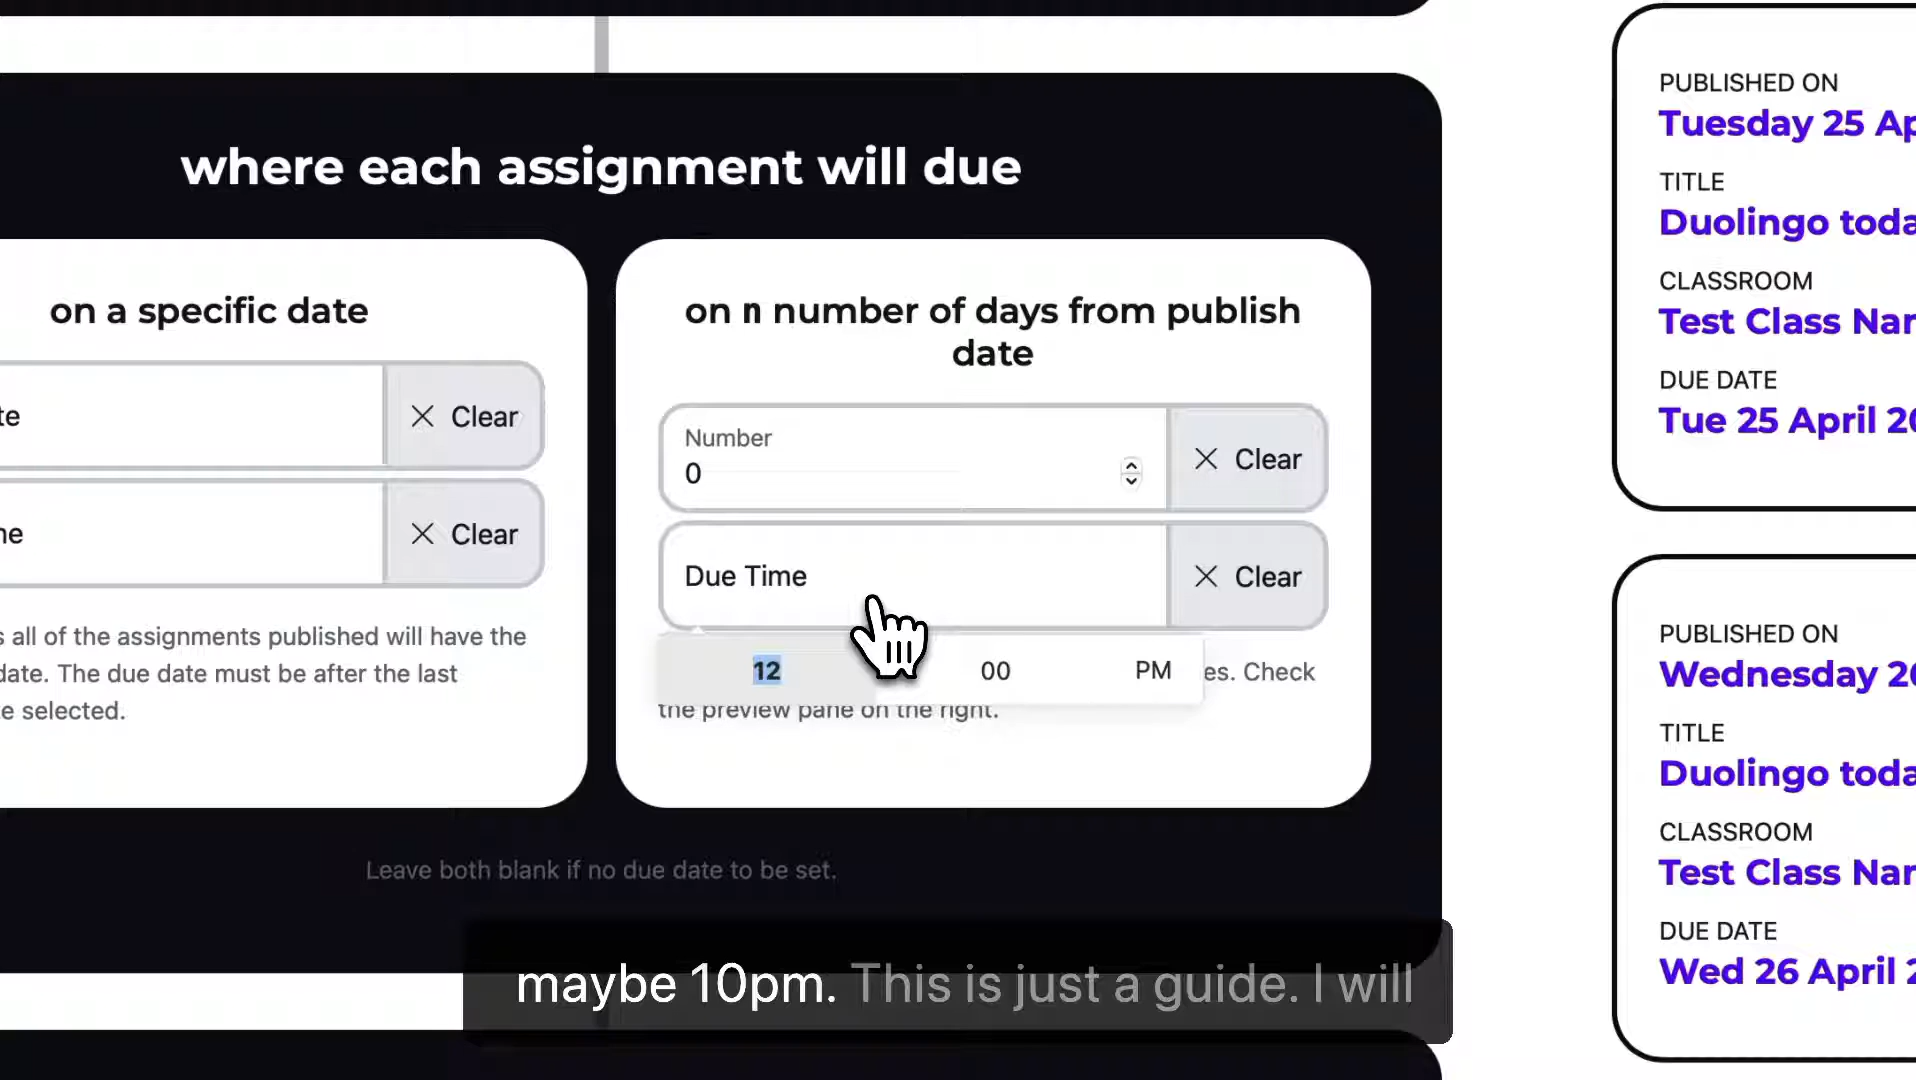 where each assignment will due
on a specific date
Clear
Clear
s all of the assignments published will have the
date. The due date must be after the last
e selected.
on n number of days from publish
date
Number
0
Clear
Due Time
Clear
12 00 PM
es. Check
the preview pane on the right.
Leave both blank if no due date to be set.
PUBLISHED ON
Tuesday 25 Ap
TITLE
Duolingo toda
CLASSROOM
Test Class Nar
DUE DATE
Tue 25 April 20
PUBLISHED ON
Wednesday 20
TITLE
Duolingo toda
CLASSROOM
Test Class Nar
DUE DATE
Wed 26 April 2
maybe 10pm. This is just a guide. I will